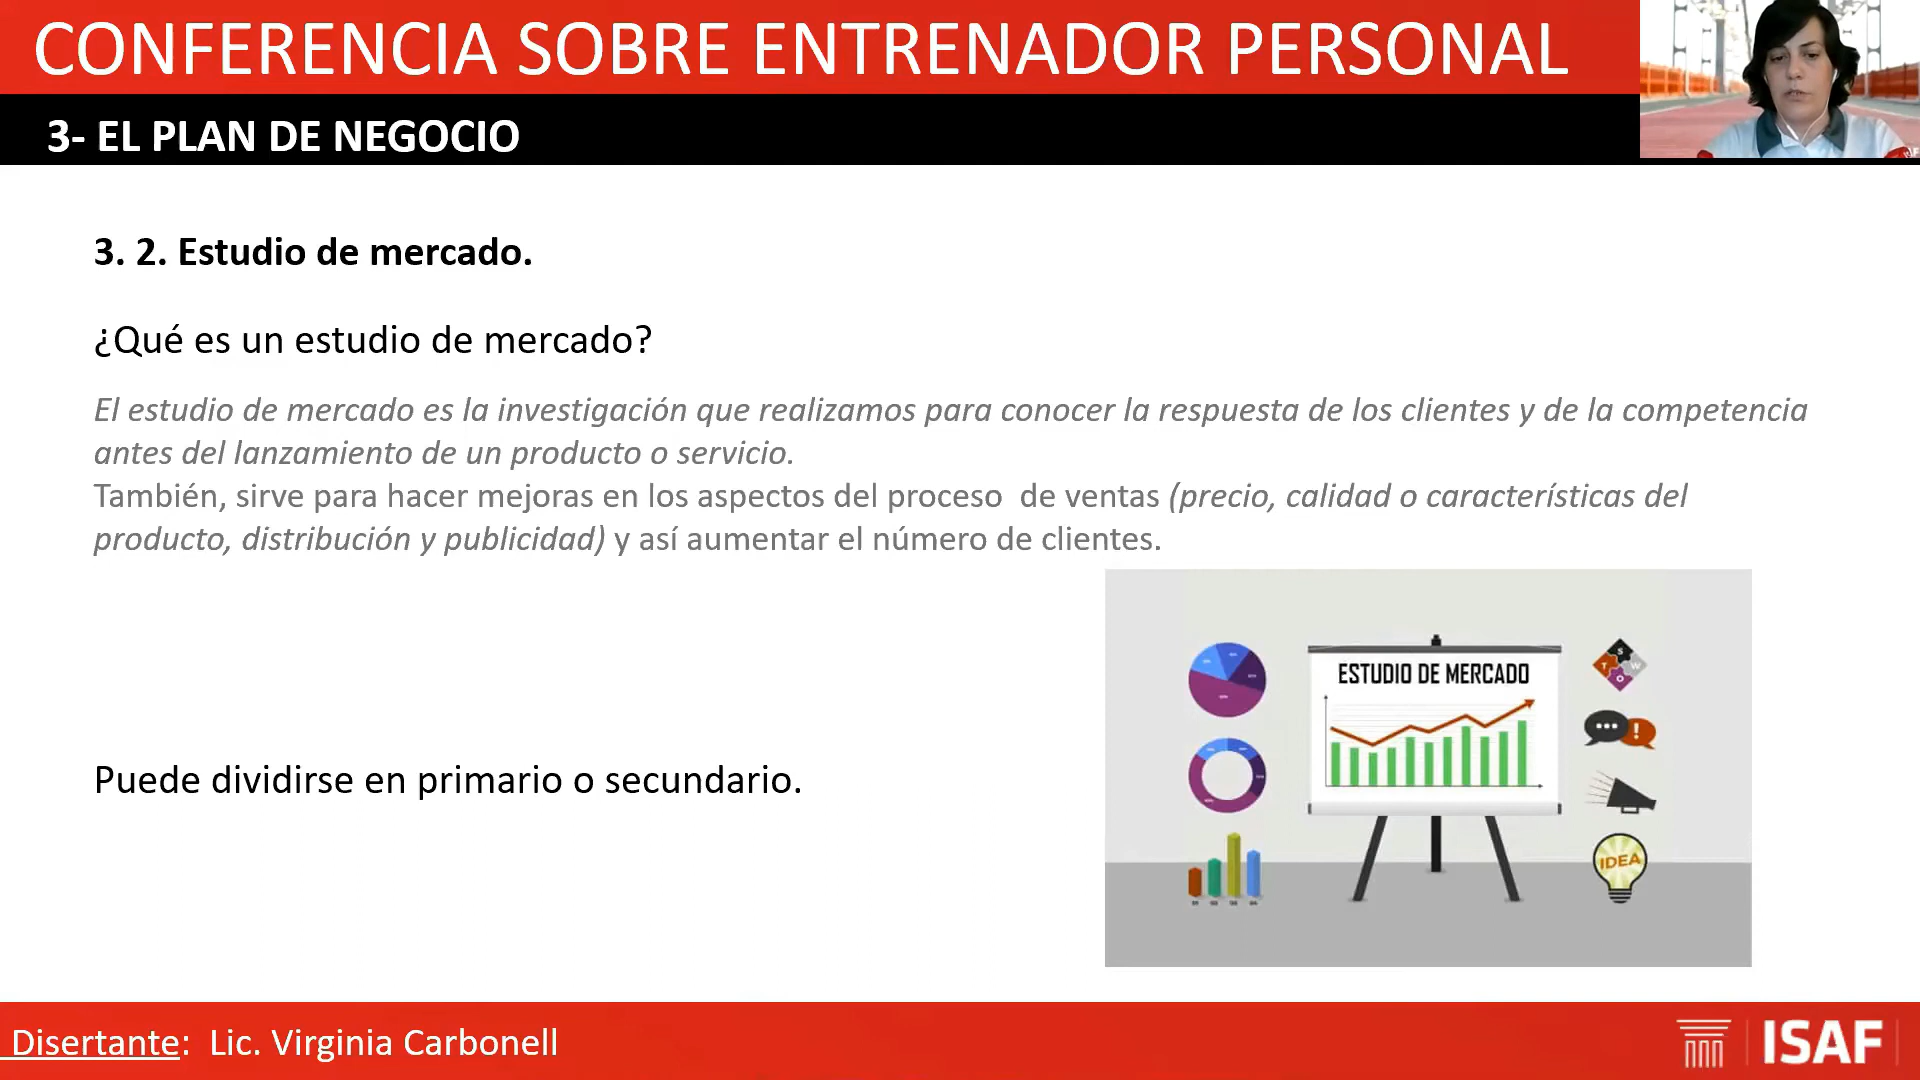 CONFERENCIA SOBRE ENTRENADOR PERSONAL
3- EL PLAN DE NEGOCIO
3. 2. Estudio de mercado.
¿Qué es un estudio de mercado?
El estudio de mercado es la investigación que realizamos para conocer la respuesta de los clientes y de la competencia
antes del lanzamiento de un producto o servicio.
También, sirve para hacer mejoras en los aspectos del proceso  de ventas (precio, calidad o características del
producto, distribución y publicidad) y así aumentar el número de clientes.
ESTUDIO DE MERCADO
S
T W
O
!
IDEA
Puede dividirse en primario o secundario.
Disertante:  Lic. Virginia Carbonell
ISAF